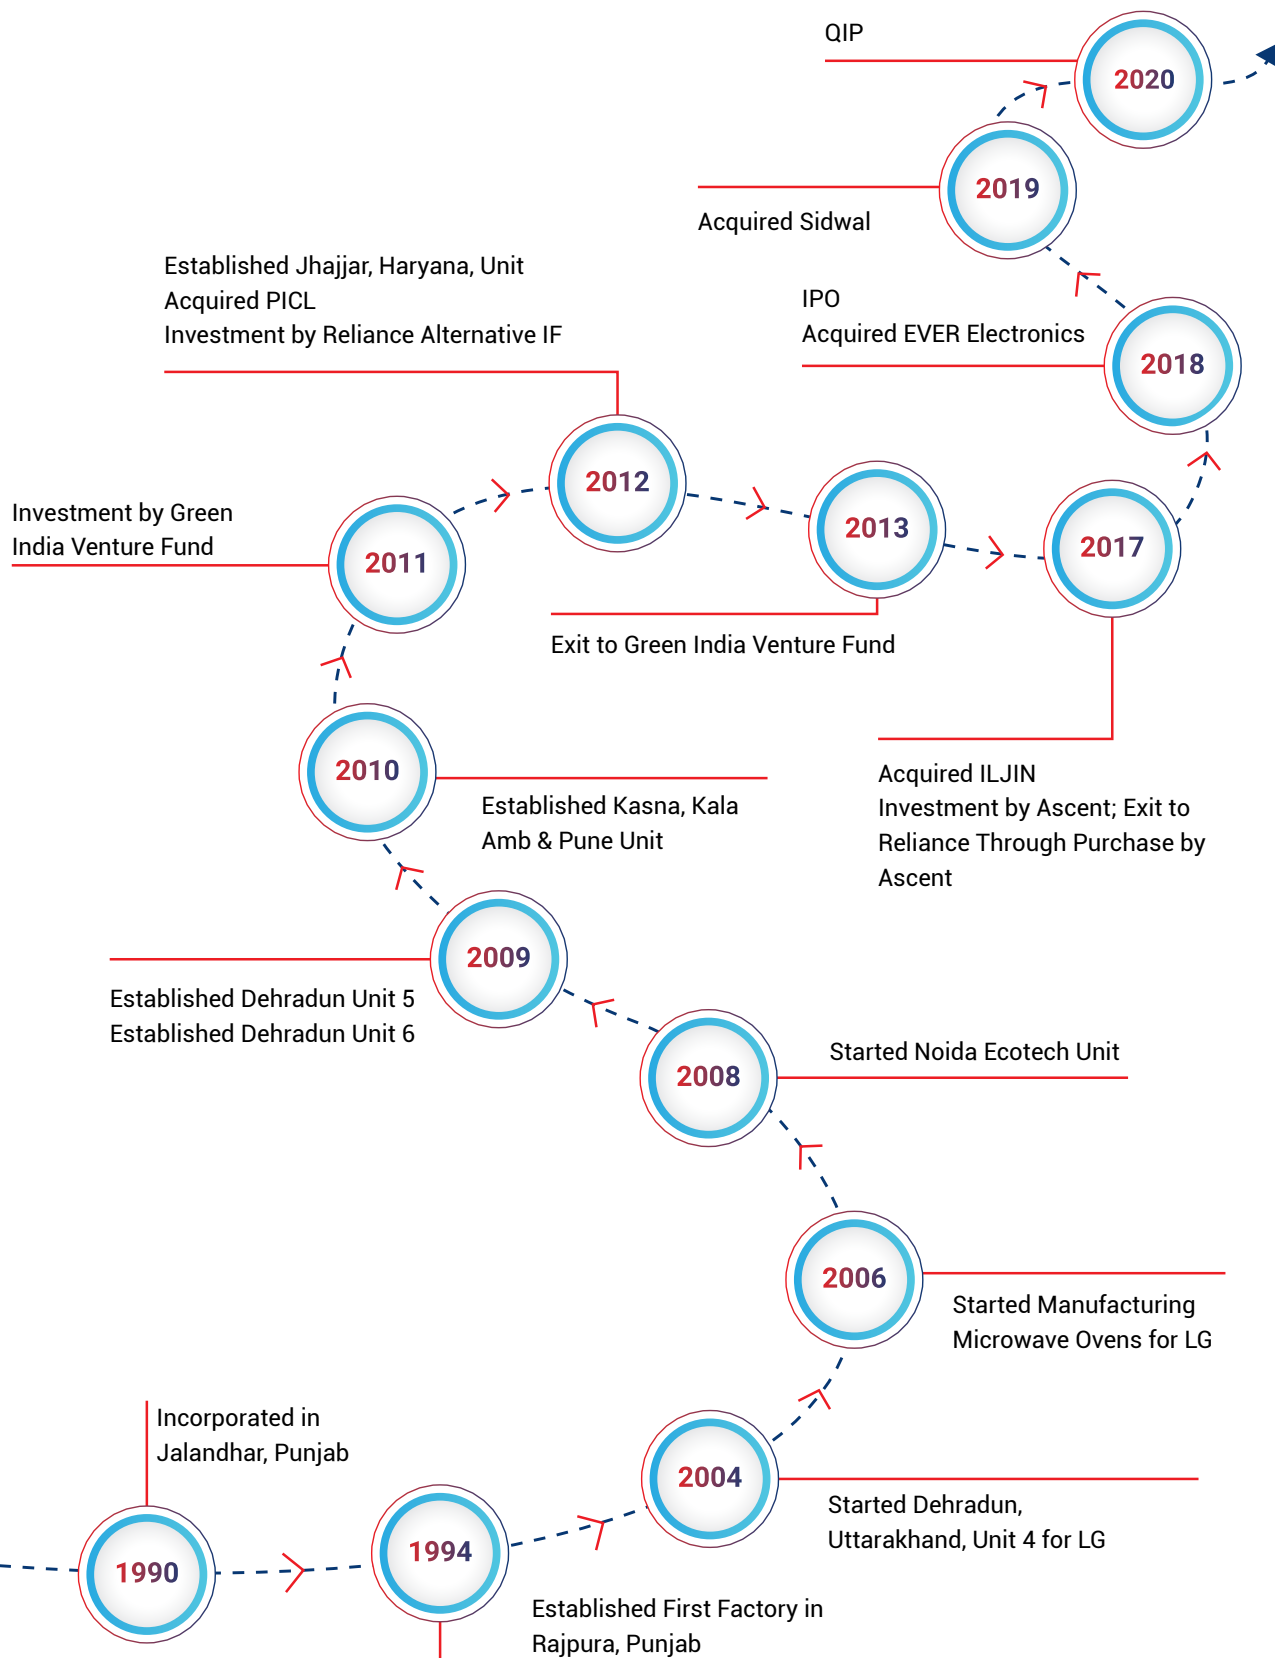 QIP
2020
2019
Acquired Sidwal
Established Jhajjar, Haryana, Unit
Acquired PICL
Investment by Reliance Alternative IF
IPO
Acquired EVER Electronics
2018
2012
Investment by Green
India Venture Fund
2011
2013
2017
Exit to Green India Venture Fund
2010
Established Kasna, Kala
Amb & Pune Unit
Acquired ILJIN
Investment by Ascent; Exit to
Reliance Through Purchase by
Ascent
2009
Established Dehradun Unit 5
Established Dehradun Unit 6
2008
Started Noida Ecotech Unit
2006
Started Manufacturing
Microwave Ovens for LG
Incorporated in
Jalandhar, Punjab
2004
Started Dehradun,
Uttarakhand, Unit 4 for LG
1990
1994
Established First Factory in
Rajpura, Punjab